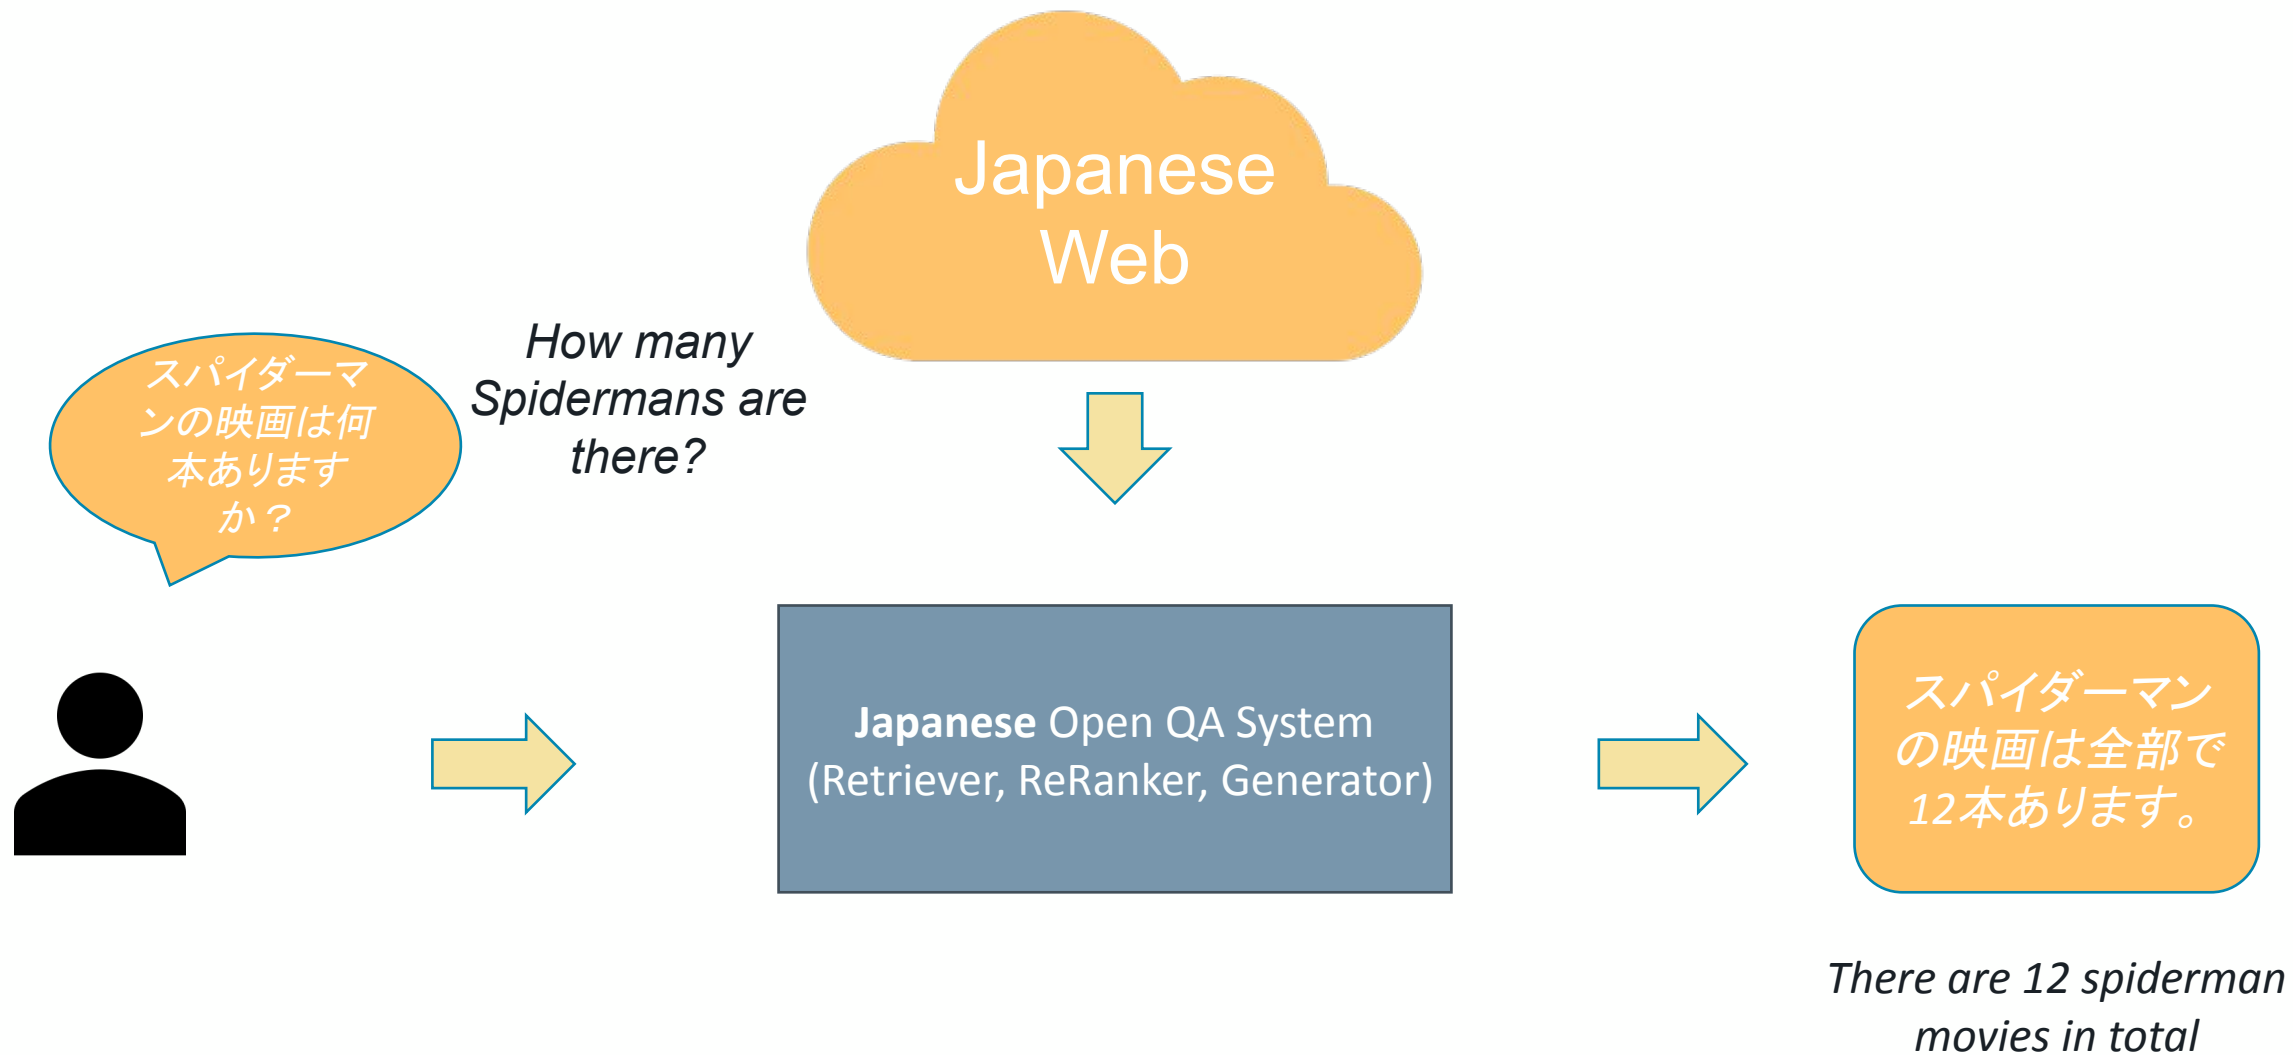 Japanese
Web
スパイダーマ
ンの映画は何
本あります
か？
How many
Spidermans are
there?
Japanese Open QA System
(Retriever, ReRanker, Generator)
スパイダーマン
の映画は全部で
12本あります。
There are 12 spiderman
movies in total